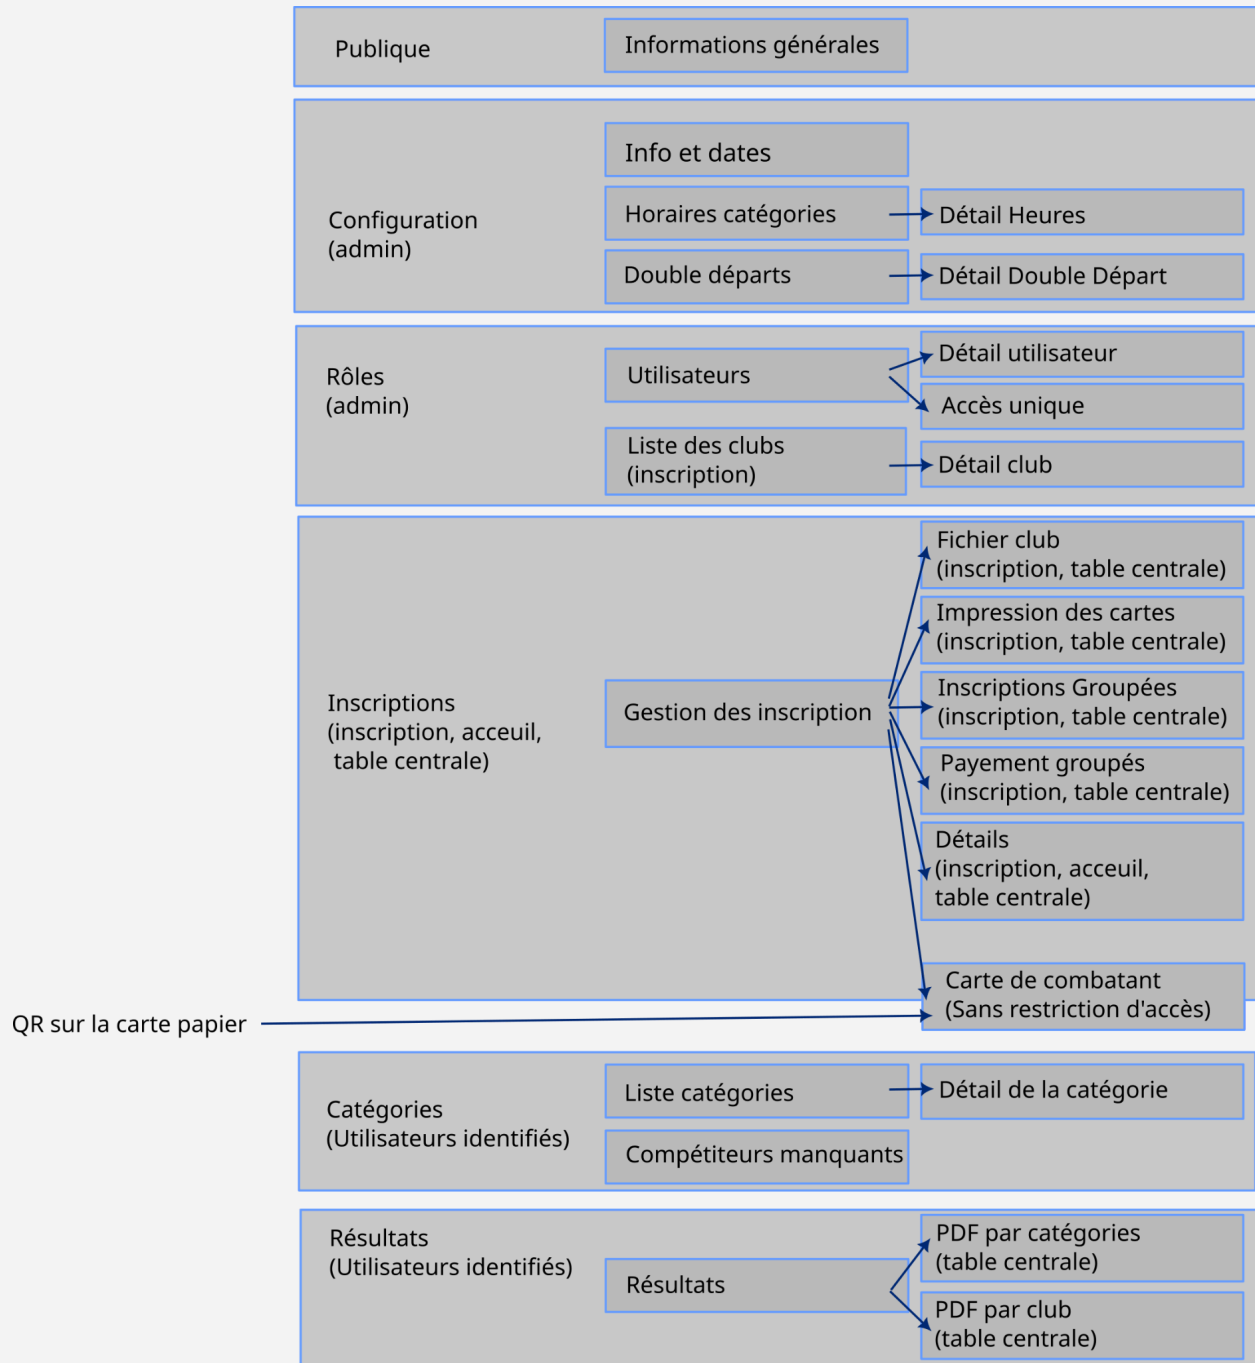 Publique
Informations générales
Configuration
(admin)
Info et dates
Horaires catégories
Détail Heures
Double départs
Détail Double Départ
Rôles
(admin)
Utilisateurs
Détail utilisateur
Accès unique
Liste des clubs
(inscription)
Détail club
Inscriptions
(inscription, acceuil,
table centrale)
Gestion des inscription
Fichier club
(inscription, table centrale)
Impression des cartes
(inscription, table centrale)
Inscriptions Groupées
(inscription, table centrale)
Payement groupés
(inscription, table centrale)
Détails
(inscription, acceuil,
table centrale)
Carte de combatant
(Sans restriction d'accès)
QR sur la carte papier
Catégories
(Utilisateurs identifiés)
Liste catégories
Détail de la catégorie
Compétiteurs manquants
Résultats
(Utilisateurs identifiés)
Résultats
PDF par catégories
(table centrale)
PDF par club
(table centrale)